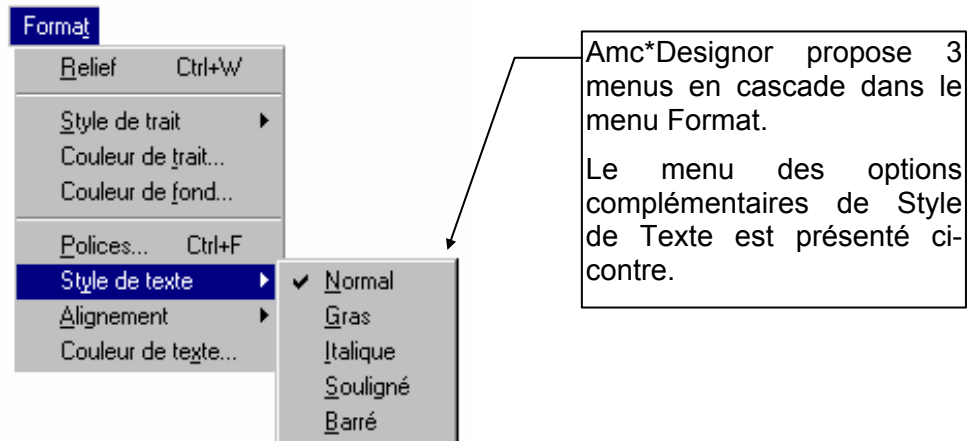 Format
Relief Ctrl+W
Style de trait
Couleur de trait...
Couleur de fond...
Polices... Ctrl+F
Style de texte
Alignement
Couleur de texte...
Normal
Gras
Italique
Souligné
Barré
Amc*Designor propose 3
menus en cascade dans le
menu Format.
Le menu des options
complémentaires de Style
de Texte est présenté ci-
contre.